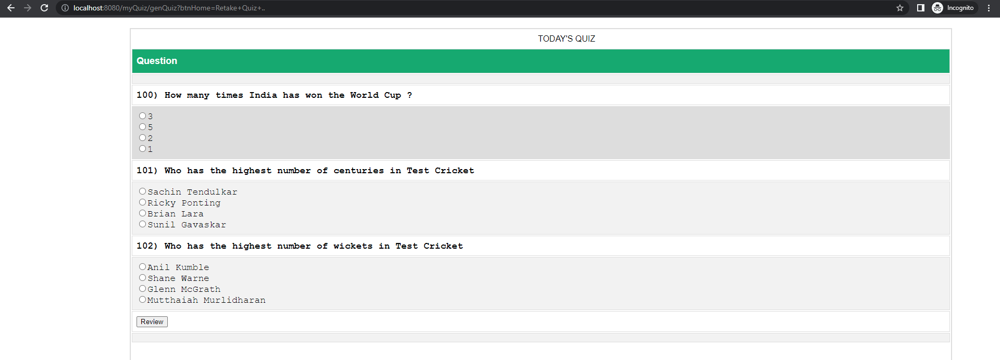 localhost:8080/myQuiz/genQuiz?btnHome=Retake+Quiz+..
Incognito
TODAY'S QUIZ
Question
100) How many times India has won the World Cup ?
3
5
2
1
101) Who has the highest number of centuries in Test Cricket
Sachin Tendulkar
Ricky Ponting
Brian Lara
Sunil Gavaskar
102) Who has the highest number of wickets in Test Cricket
Anil Kumble
Shane Warne
Glenn McGrath
Mutthaiah Murlidharan
Review